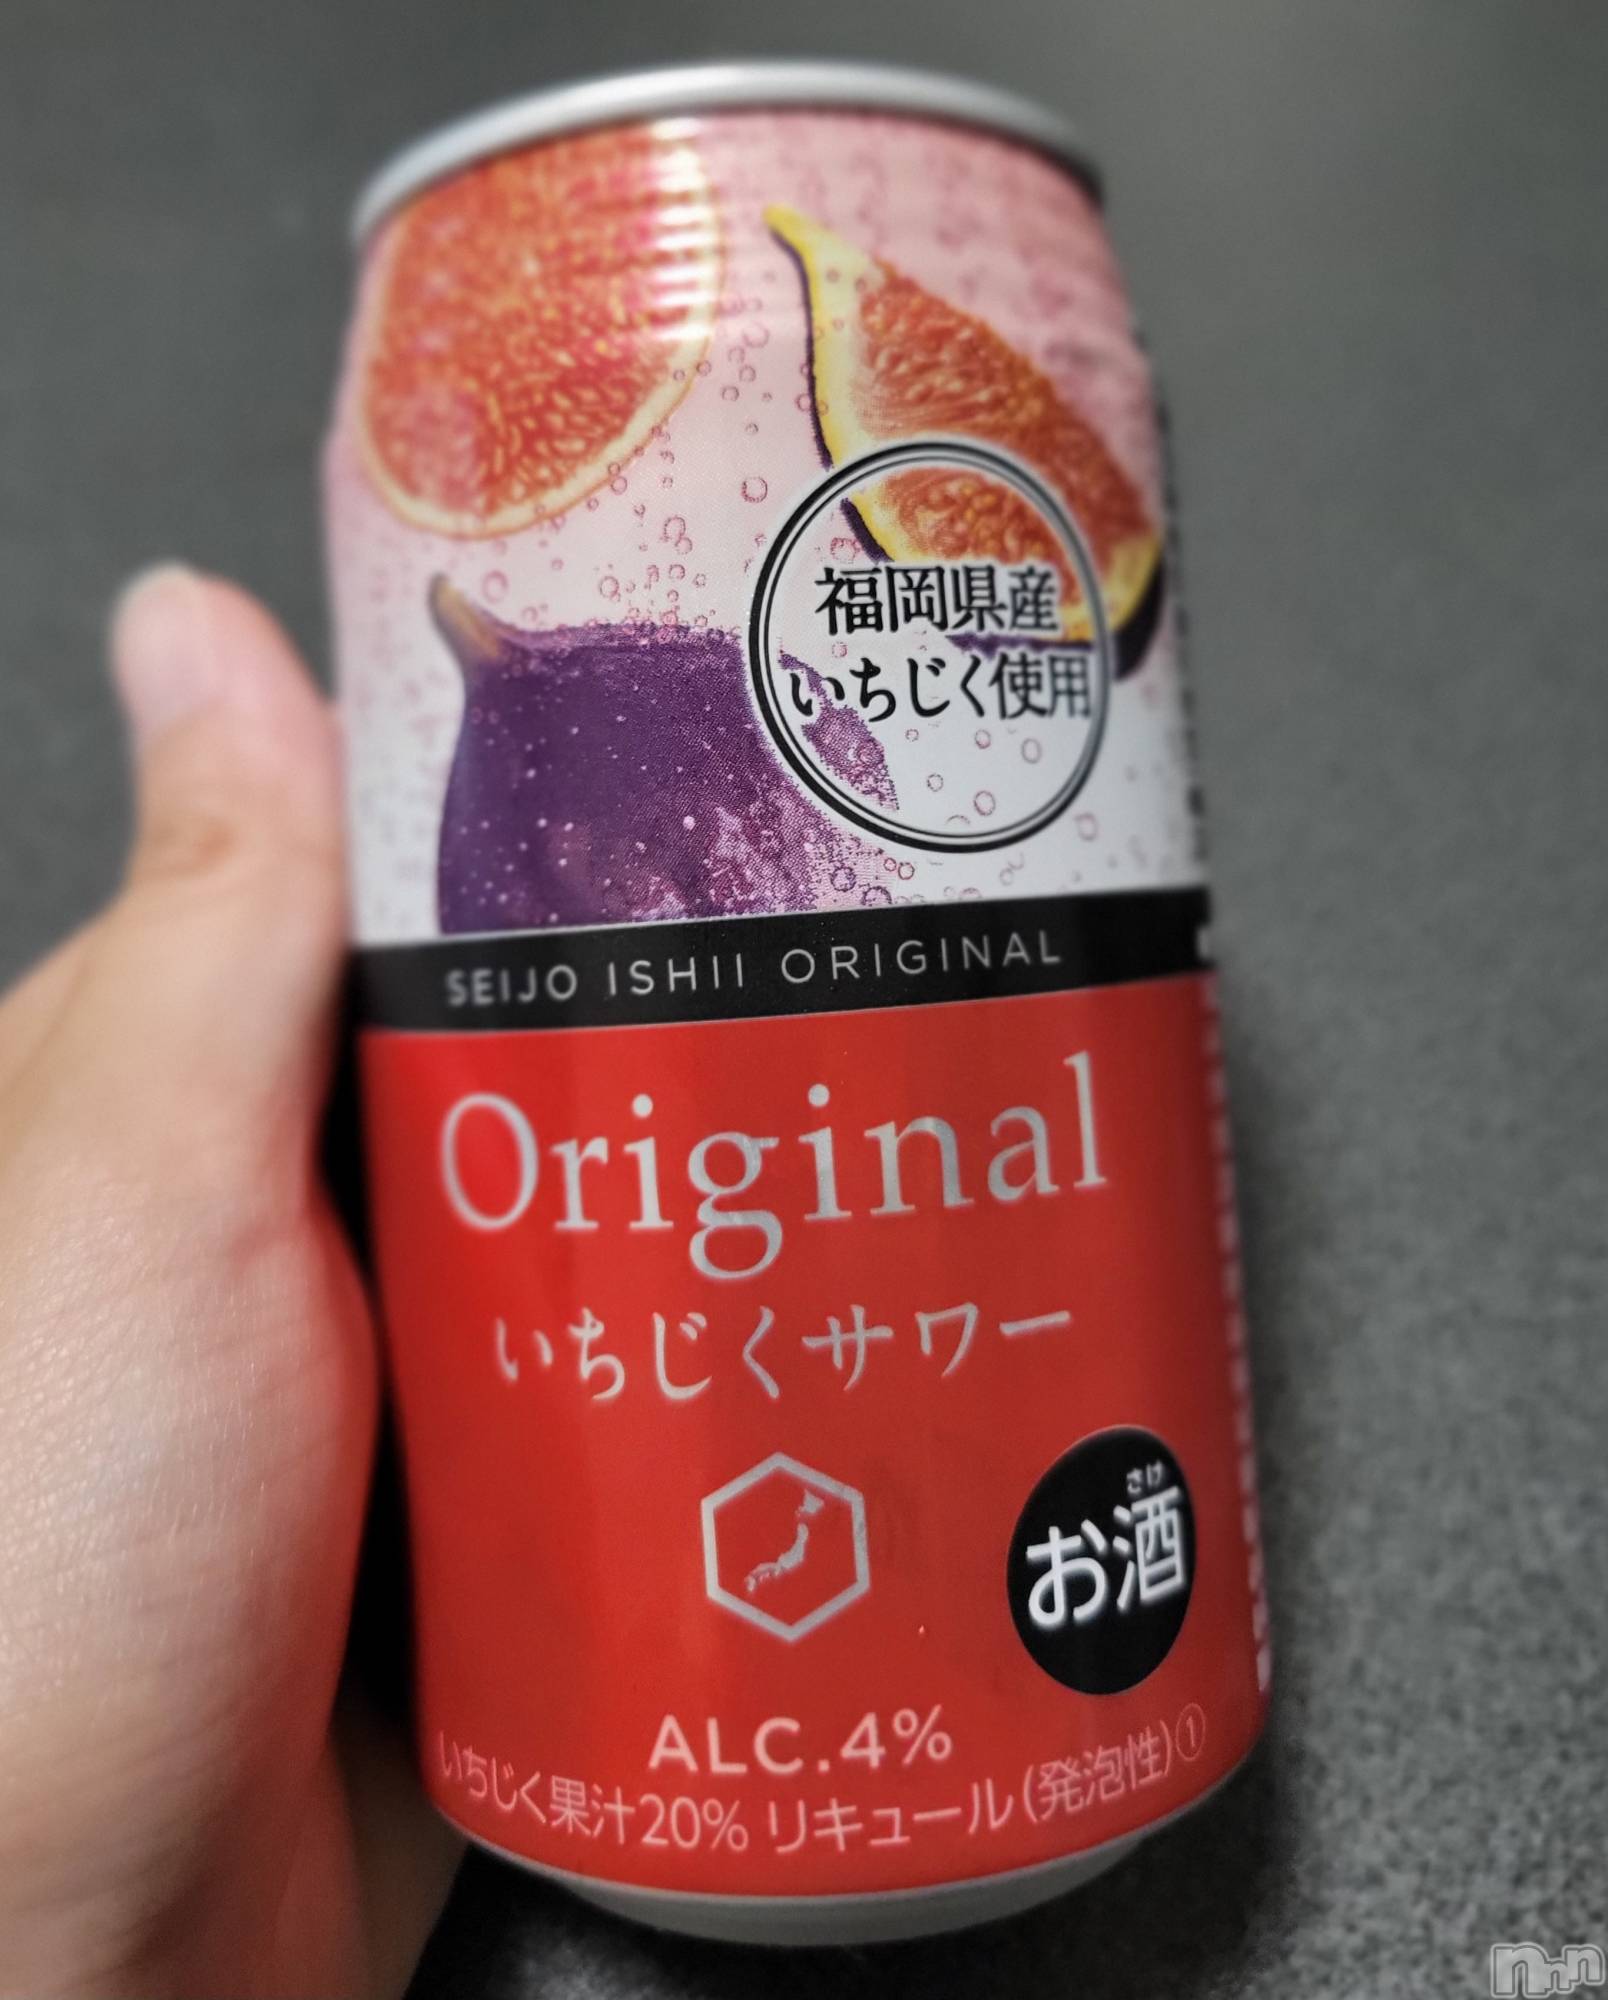 福岡県産
いちじく使用
SEIJO ISHII ORIGINAL
Original
いちじくサワー
さけ
お酒
ALC.4%
いちじく果汁20% リキュール(発泡性)①
nnn